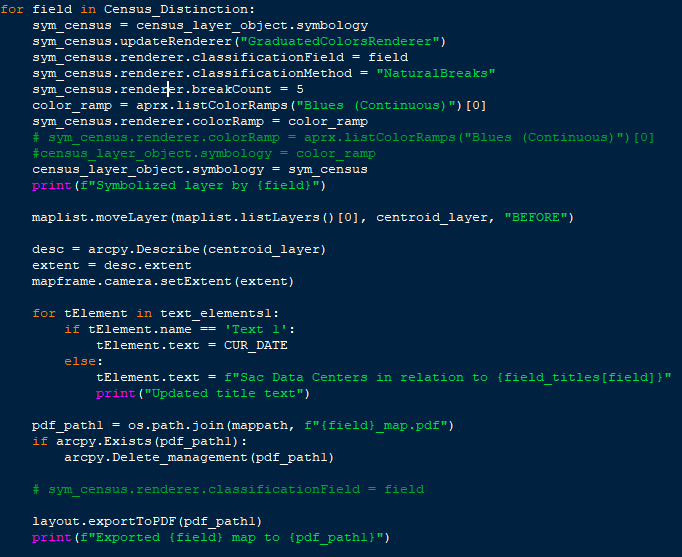 for field in Census_Distinction:
    sym_census = census_layer_object.symbology
    sym_census.updateRenderer("GraduatedColorsRenderer")
    sym_census.renderer.classificationField = field
    sym_census.renderer.classificationMethod = "NaturalBreaks"
    sym_census.renderer.breakCount = 5
    color_ramp = aprx.listColorRamps("Blues (Continuous)")[0]
    sym_census.renderer.colorRamp = color_ramp
    # sym_census.renderer.colorRamp = aprx.listColorRamps("Blues (Continuous)")[0]
    #census_layer_object.symbology = color_ramp
    census_layer_object.symbology = sym_census
    print(f"Symbolized layer by {field}")

    maplist.moveLayer(maplist.listLayers()[0], centroid_layer, "BEFORE")

    desc = arcpy.Describe(centroid_layer)
    extent = desc.extent
    mapframe.camera.setExtent(extent)

    for tElement in text_elements1:
        if tElement.name == 'Text 1':
            tElement.text = CUR_DATE
        else:
            tElement.text = f"Sac Data Centers in relation to {field_titles[field]}"
            print("Updated title text")

    pdf_path1 = os.path.join(mappath, f"{field}_map.pdf")
    if arcpy.Exists(pdf_path1):
        arcpy.Delete_management(pdf_path1)

    # sym_census.renderer.classificationField = field

    layout.exportToPDF(pdf_path1)
    print(f"Exported {field} map to {pdf_path1}")